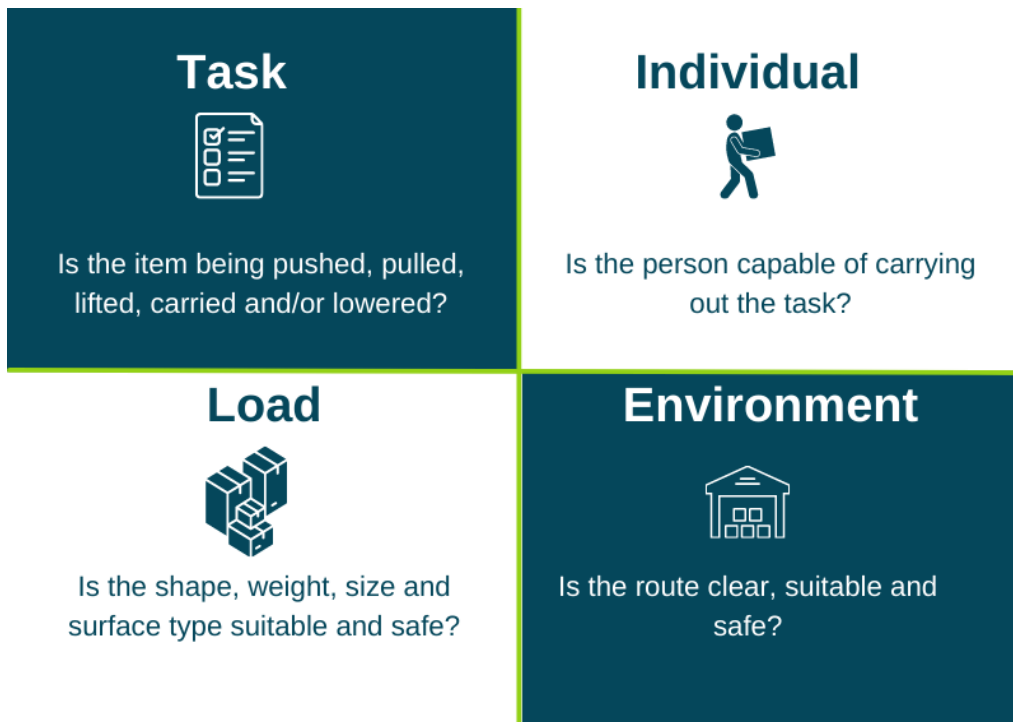 Task
Is the item being pushed, pulled,
lifted, carried and/or lowered?
Individual
Is the person capable of carrying
out the task?
Load
Is the shape, weight, size and
surface type suitable and safe?
Environment
Is the route clear, suitable and
safe?